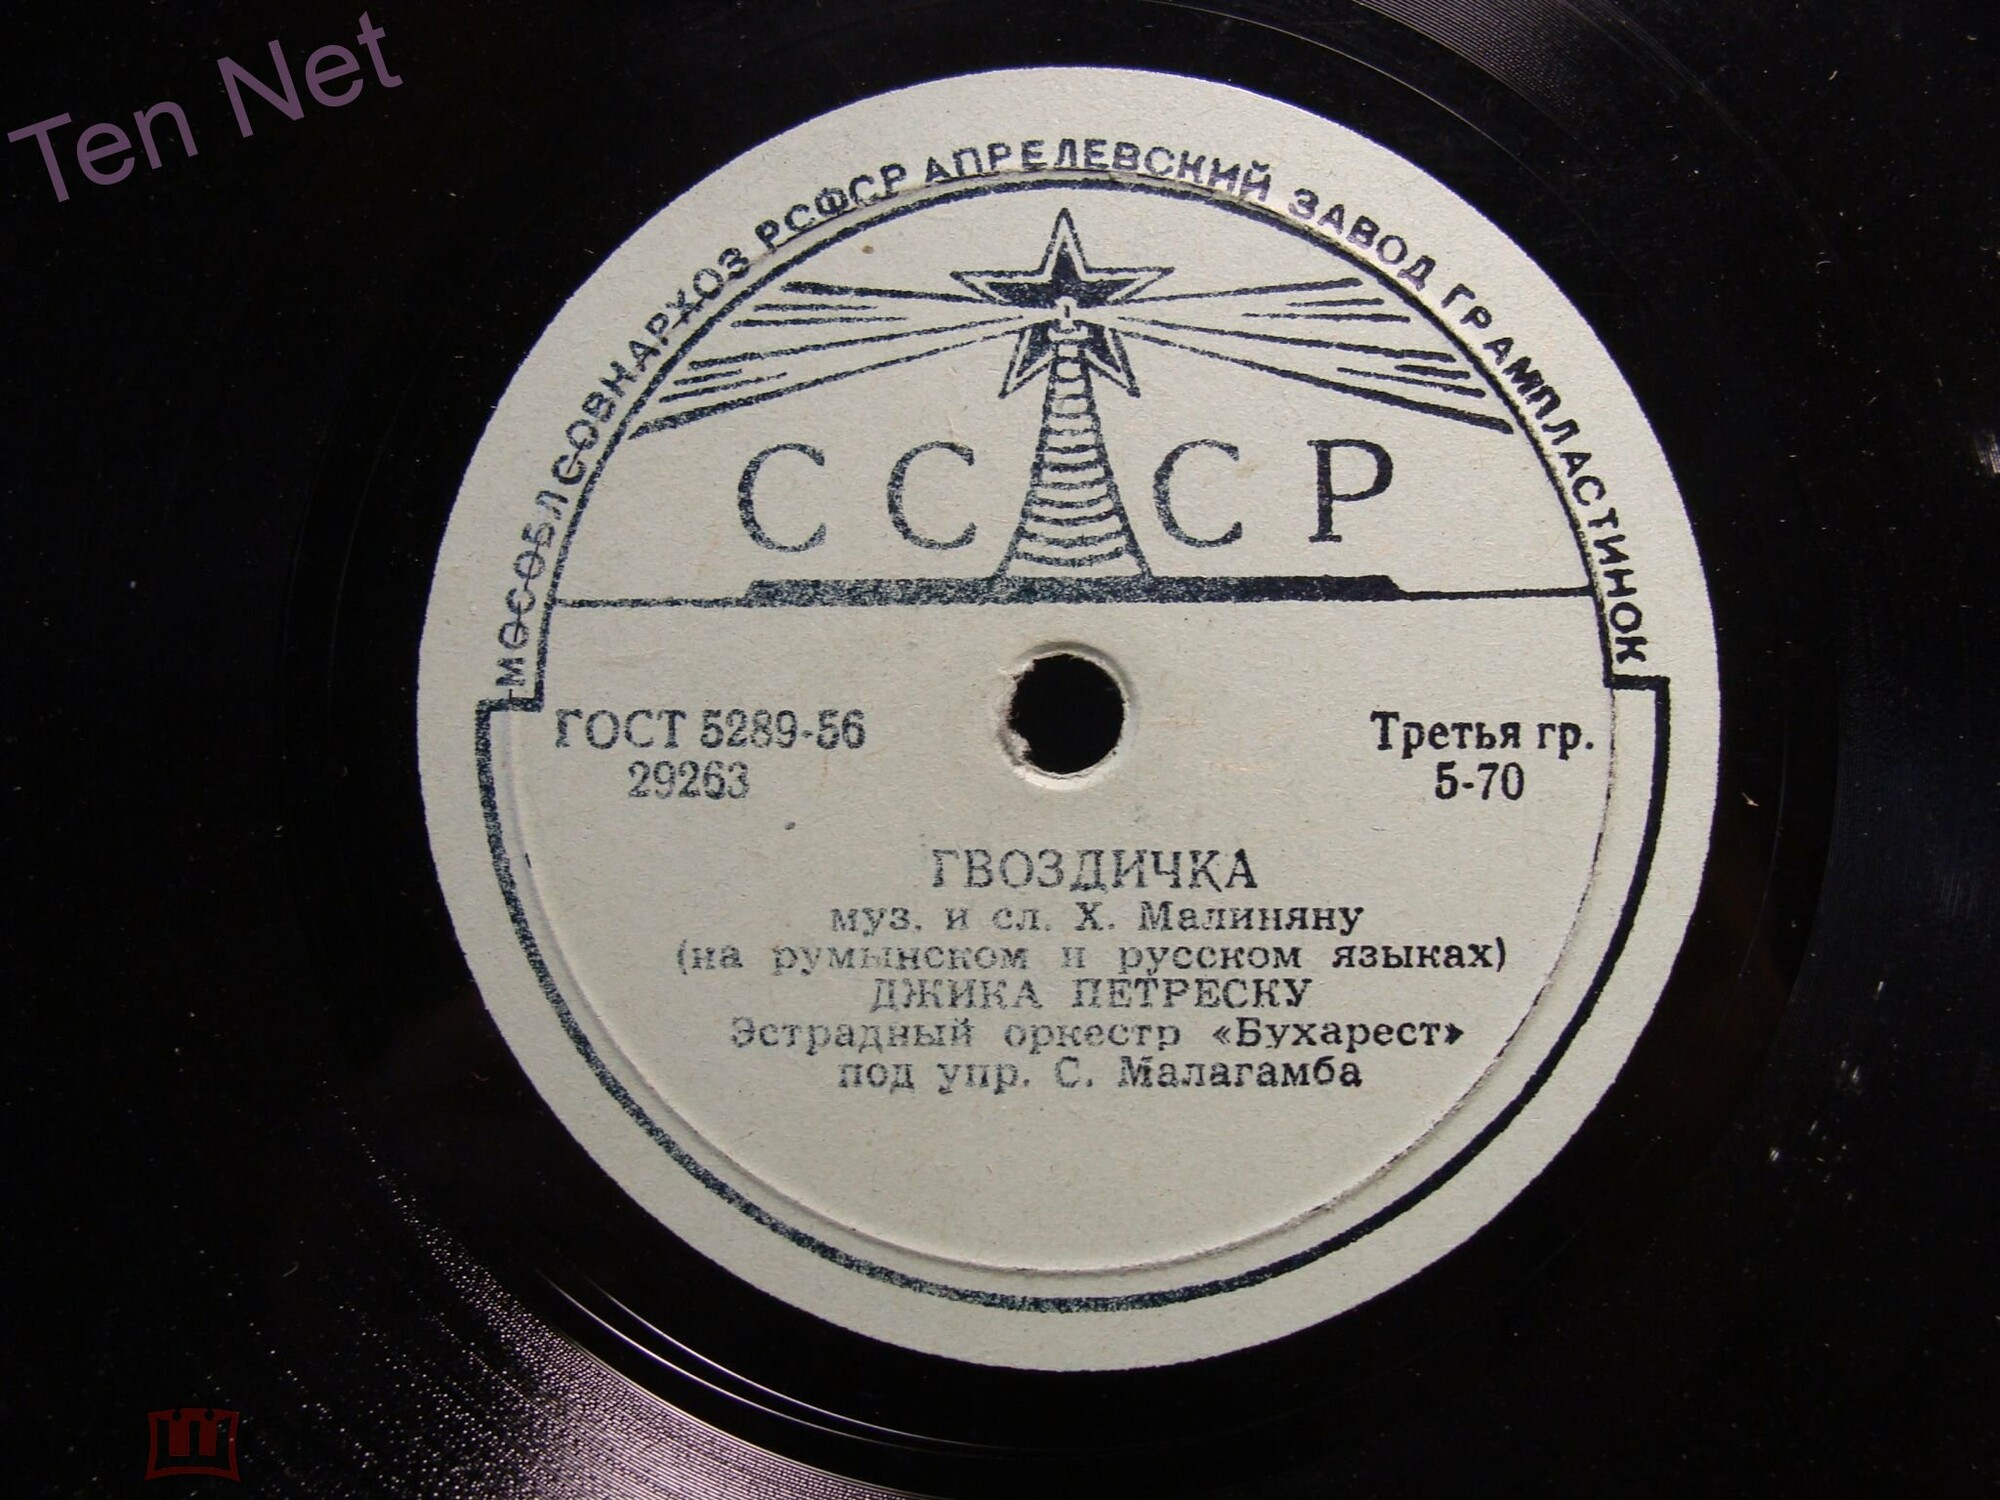 Ten Net
МОСОБЛСОВНАРХОЗ РСФСР АПРЕЛЕВСКИЙ ЗАВОД ГРАМПЛАСТИНОК
СССР
ГОСТ 5289-56
29263
Третья гр.
5-70
ГВОЗДИЧКА
муз. и сл. Х. Малиняну
(на румынском и русском языках)
ДЖИКА ПЕТРЕСКУ
Эстрадный оркестр «Бухарест»
под упр. С. Малагамба